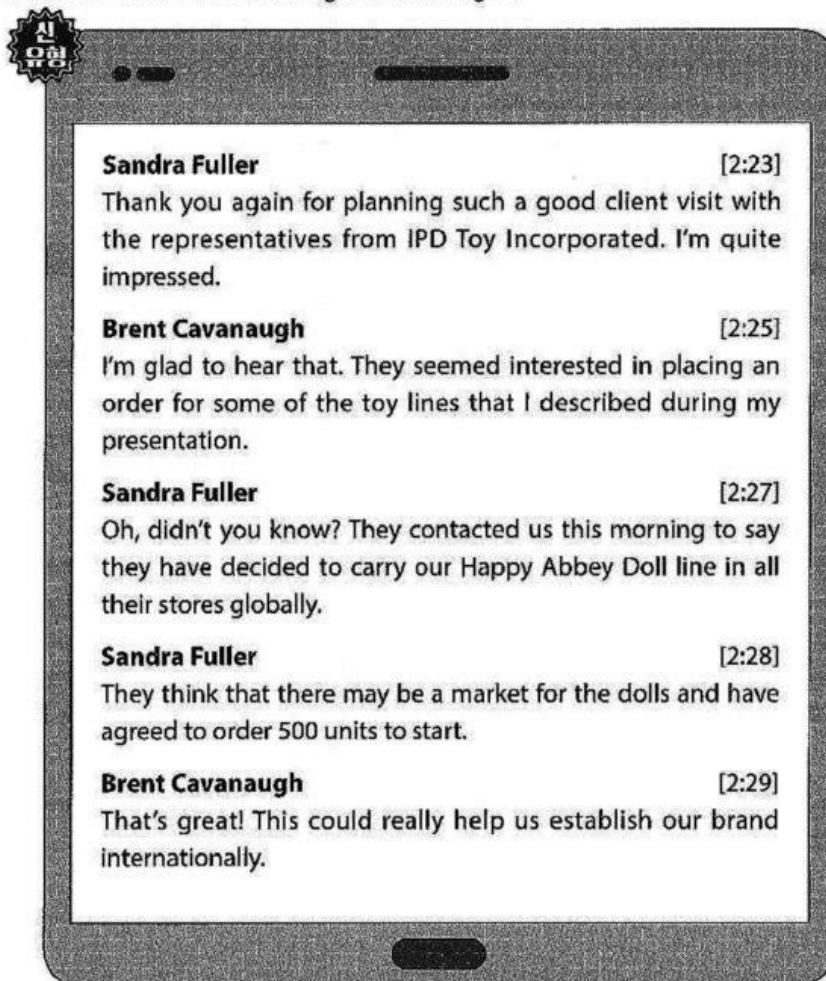 신
유형
Sandra Fuller [2:23]
Thank you again for planning such a good client visit with
the representatives from IPD Toy Incorporated. I'm quite
impressed.
Brent Cavanaugh [2:25]
I'm glad to hear that. They seemed interested in placing an
order for some of the toy lines that I described during my
presentation.
Sandra Fuller [2:27]
Oh, didn't you know? They contacted us this morning to say
they have decided to carry our Happy Abbey Doll line in all
their stores globally.
Sandra Fuller [2:28]
They think that there may be a market for the dolls and have
agreed to order 500 units to start.
Brent Cavanaugh [2:29]
That's great! This could really help us establish our brand
internationally.